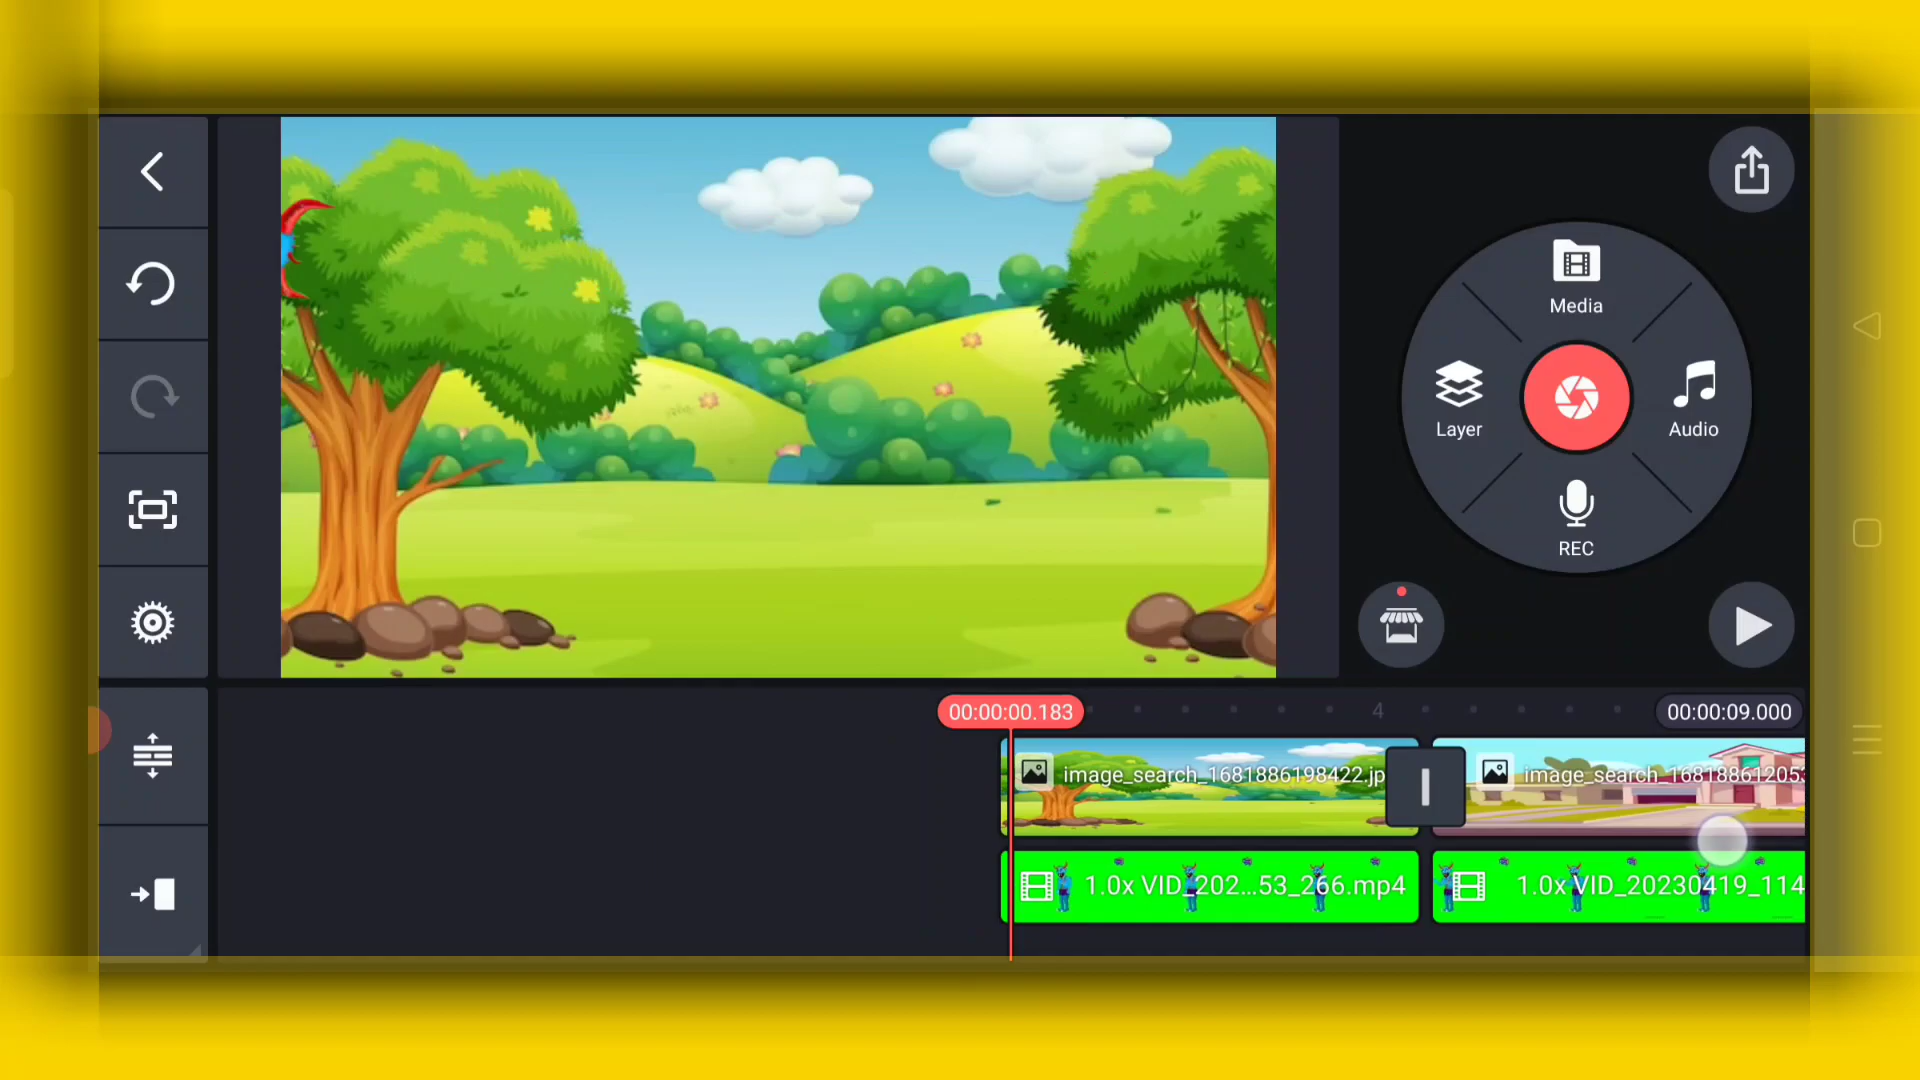 Media
Layer
Audio
REC
00:00:00.183
4
00:00:09.000
image_search_1681886198422.jp
image_search_168188612053
1.0x VID_202...53_266.mp4
1.0x VID_20230419_114